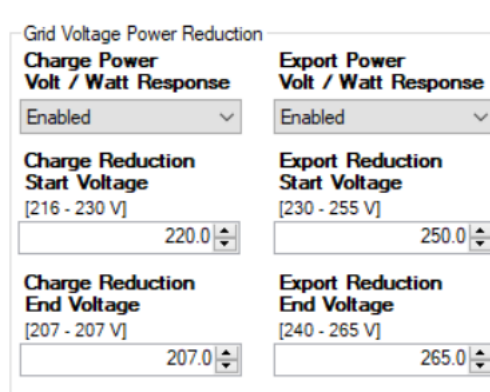 Grid Voltage Power Reduction
Charge Power
Volt / Watt Response
Enabled
Charge Reduction
Start Voltage
[216 - 230 V]
220.0
Charge Reduction
End Voltage
[207 - 207 V]
207.0
Export Power
Volt / Watt Response
Enabled
Export Reduction
Start Voltage
[230 - 255 V]
250.0
Export Reduction
End Voltage
[240 - 265 V]
265.0